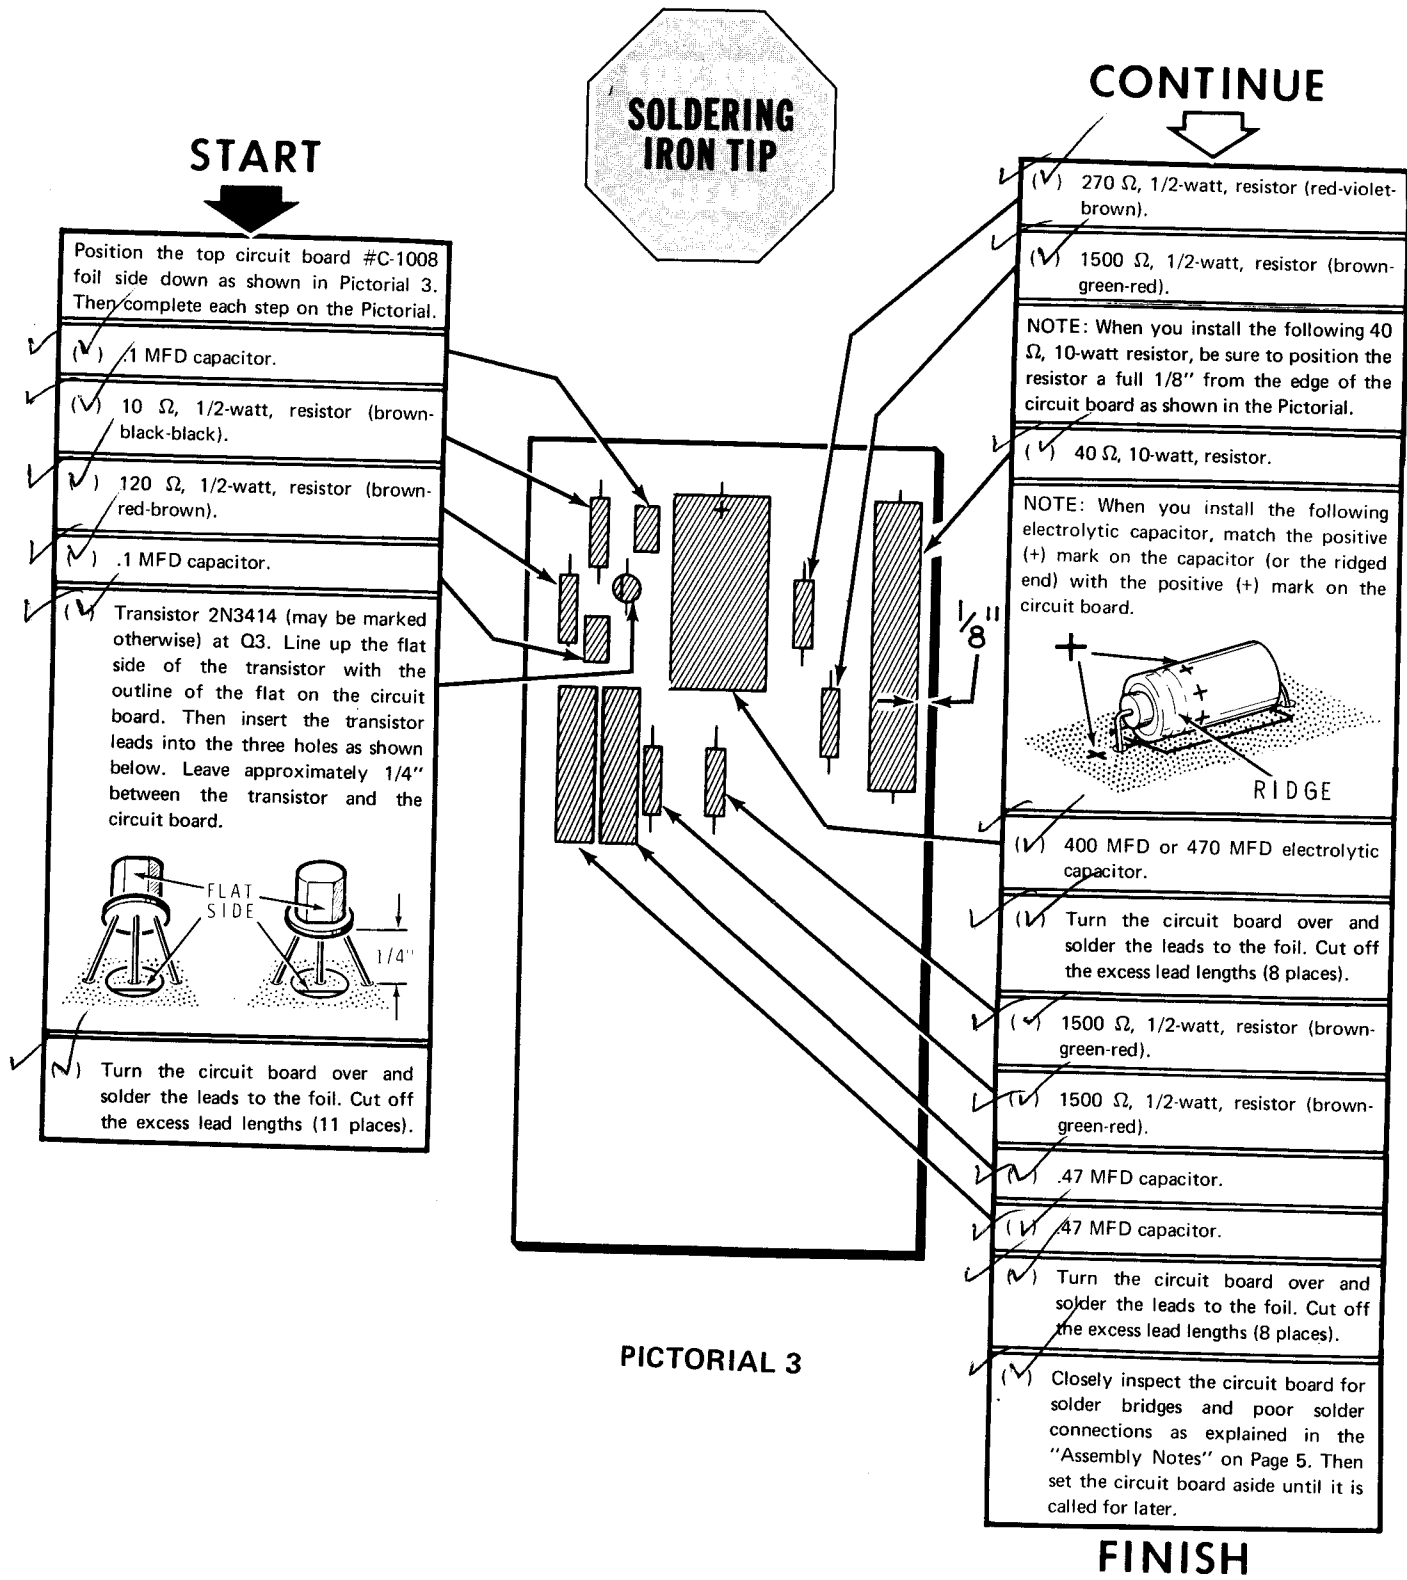 KEEP YOUR
SOLDERING
IRON TIP
CLEAN
START
Position the top circuit board #C-1008
foil side down as shown in Pictorial 3.
Then complete each step on the Pictorial.
(✓) .1 MFD capacitor.
(✓) 10 Ω, 1/2-watt, resistor (brown-
black-black).
(✓) 120 Ω, 1/2-watt, resistor (brown-
red-brown).
(✓) .1 MFD capacitor.
(✓) Transistor 2N3414 (may be marked
otherwise) at Q3. Line up the flat
side of the transistor with the
outline of the flat on the circuit
board. Then insert the transistor
leads into the three holes as shown
below. Leave approximately 1/4"
between the transistor and the
circuit board.
FLAT
SIDE
1/4"
(✓) Turn the circuit board over and
solder the leads to the foil. Cut off
the excess lead lengths (11 places).
+
1/8"
PICTORIAL 3
CONTINUE
(✓) 270 Ω, 1/2-watt, resistor (red-violet-
brown).
(✓) 1500 Ω, 1/2-watt, resistor (brown-
green-red).
NOTE: When you install the following 40
Ω, 10-watt resistor, be sure to position the
resistor a full 1/8" from the edge of the
circuit board as shown in the Pictorial.
(✓) 40 Ω, 10-watt, resistor.
NOTE: When you install the following
electrolytic capacitor, match the positive
(+) mark on the capacitor (or the ridged
end) with the positive (+) mark on the
circuit board.
+
+
+
+
+
RIDGE
(✓) 400 MFD or 470 MFD electrolytic
capacitor.
(✓) Turn the circuit board over and
solder the leads to the foil. Cut off
the excess lead lengths (8 places).
(✓) 1500 Ω, 1/2-watt, resistor (brown-
green-red).
(✓) 1500 Ω, 1/2-watt, resistor (brown-
green-red).
(✓) .47 MFD capacitor.
(✓) .47 MFD capacitor.
(✓) Turn the circuit board over and
solder the leads to the foil. Cut off
the excess lead lengths (8 places).
(✓) Closely inspect the circuit board for
solder bridges and poor solder
connections as explained in the
"Assembly Notes" on Page 5. Then
set the circuit board aside until it is
called for later.
FINISH